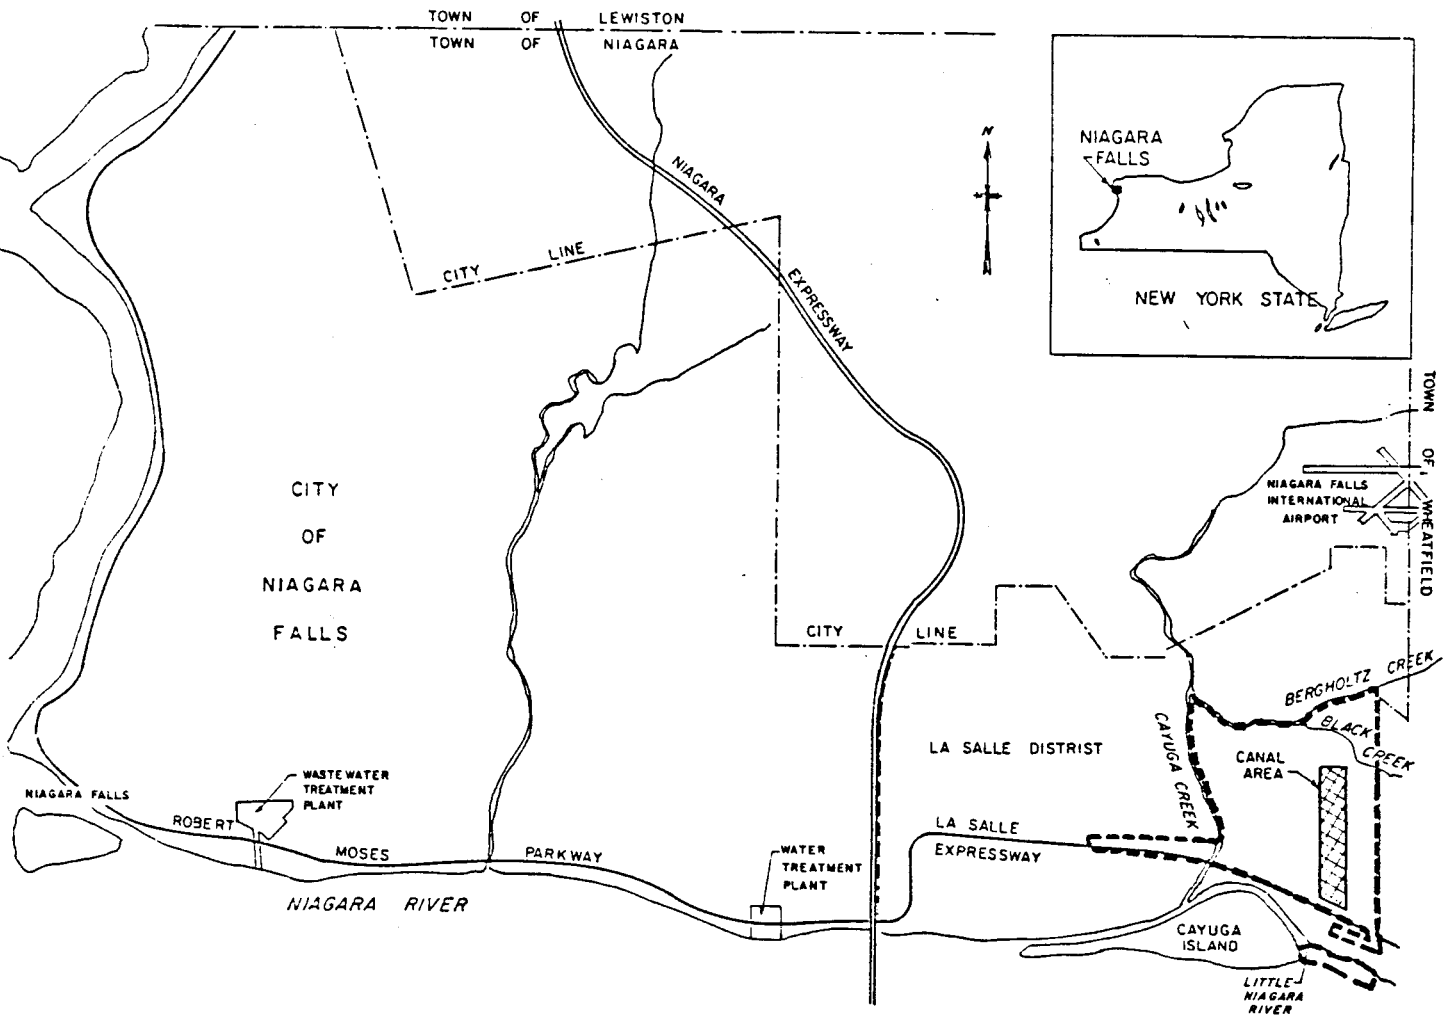 TOWN OF LEWISTON
TOWN OF NIAGARA
N
NIAGARA
FALLS
NEW YORK STATE
NIAGARA
EXPRESSWAY
CITY LINE
TOWN OF WHEATFIELD
NIAGARA FALLS
INTERNATIONAL
AIRPORT
CITY
OF
NIAGARA
FALLS
CITY LINE
BERGHOLTZ CREEK
BLACK
CREEK
CAYUGA CREEK
LA SALLE DISTRIST
CANAL
AREA
NIAGARA FALLS
WASTEWATER
TREATMENT
PLANT
ROBERT
MOSES
PARKWAY
LA SALLE
EXPRESSWAY
WATER
TREATMENT
PLANT
NIAGARA RIVER
CAYUGA
ISLAND
LITTLE
NIAGARA
RIVER